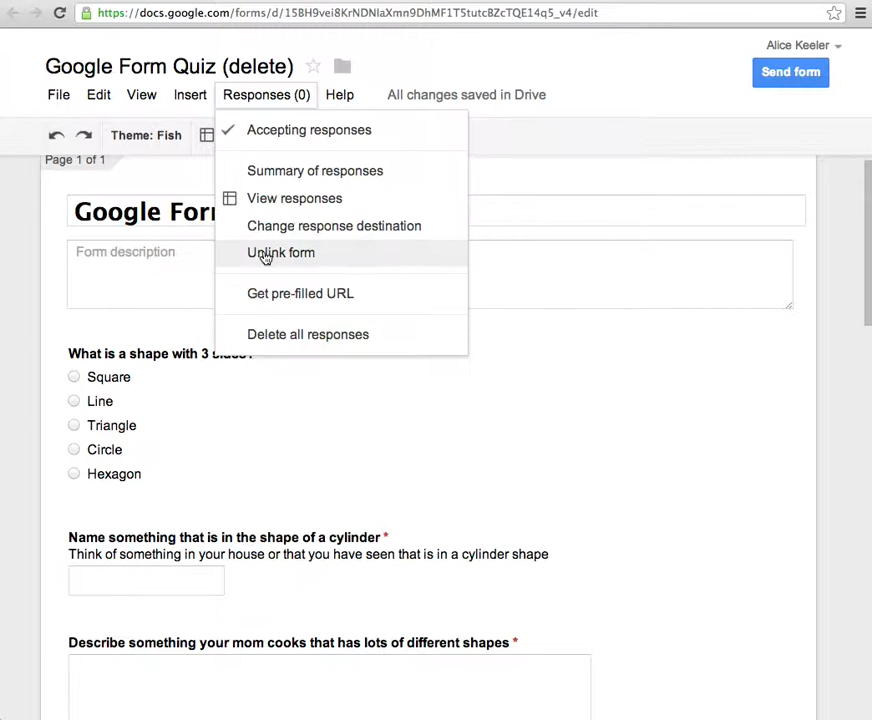 https://docs.google.com/forms/d/15BH9vei8KrNDNlaXmn9DhMF1T5tutcBZcTQE14q5_v4/edit
Alice Keeler
Google Form Quiz (delete)
Send form
File Edit View Insert Responses (0) Help All changes saved in Drive
Theme: Fish
Accepting responses
Page 1 of 1
Summary of responses
View responses
Google For
Change response destination
Form description
Unlink form
Get pre-filled URL
Delete all responses
What is a shape with 3 sides?
Square
Line
Triangle
Circle
Hexagon
Name something that is in the shape of a cylinder *
Think of something in your house or that you have seen that is in a cylinder shape
Describe something your mom cooks that has lots of different shapes *